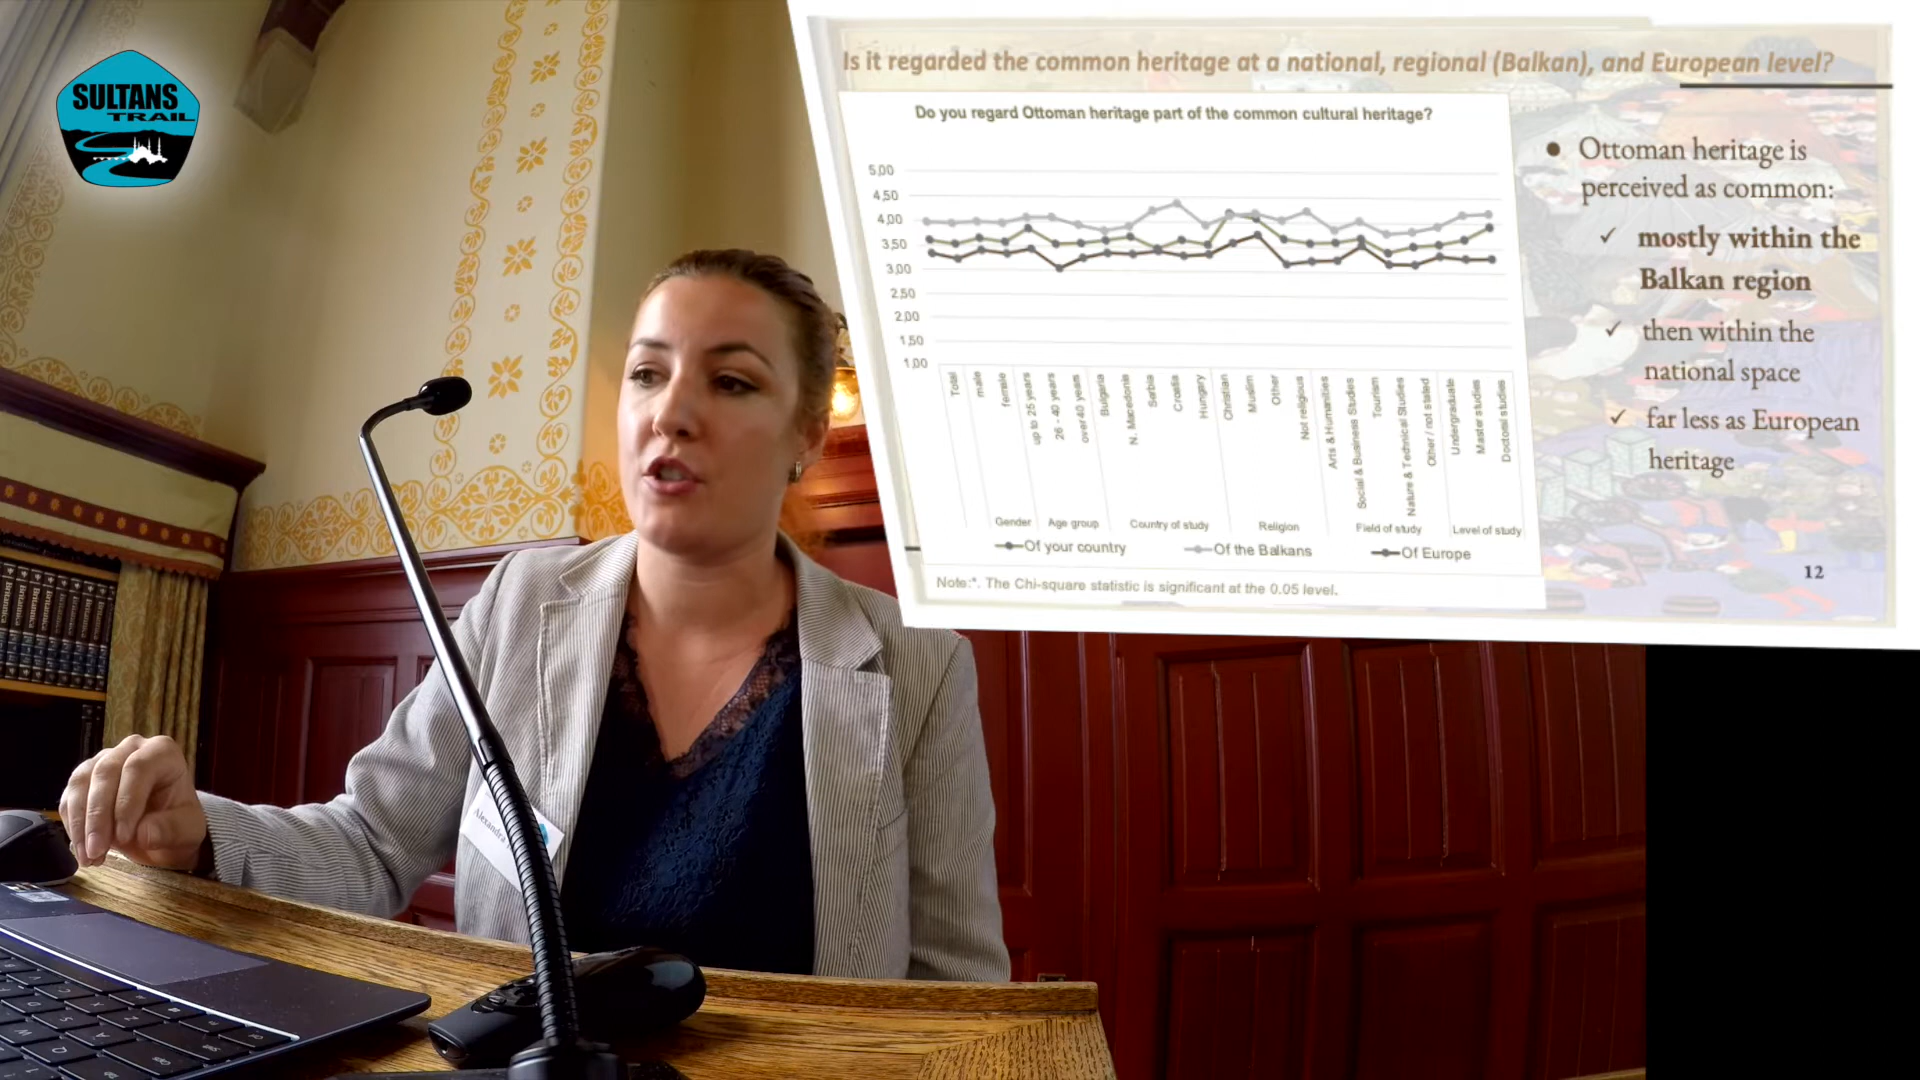 SULTANS
TRAIL
Is it regarded the common heritage at a national, regional (Balkan), and European level?
Do you regard Ottoman heritage part of the common cultural heritage?
5,00
4,50
4,00
3,50
3,00
2,50
2,00
1,50
1,00
Total
male
female
up to 25 years
26 - 40 years
over 40 years
Bulgaria
N. Macedonia
Serbia
Croatia
Hungary
Christian
Muslim
Other
Not religious
Arts & Humanities
Social & Business Studies
Tourism
Nature & Technical Studies
Other / not stated
Undergraduate
Master studies
Doctoral studies
Gender Age group Country of study Religion Field of study Level of study
Of your country Of the Balkans Of Europe
Note:*. The Chi-square statistic is significant at the 0.05 level.
● Ottoman heritage is
perceived as common:
✓ mostly within the
Balkan region
✓ then within the
national space
✓ far less as European
heritage
12
Britannica
Britannica
Britannica
Britannica
Britannica
Alexandra